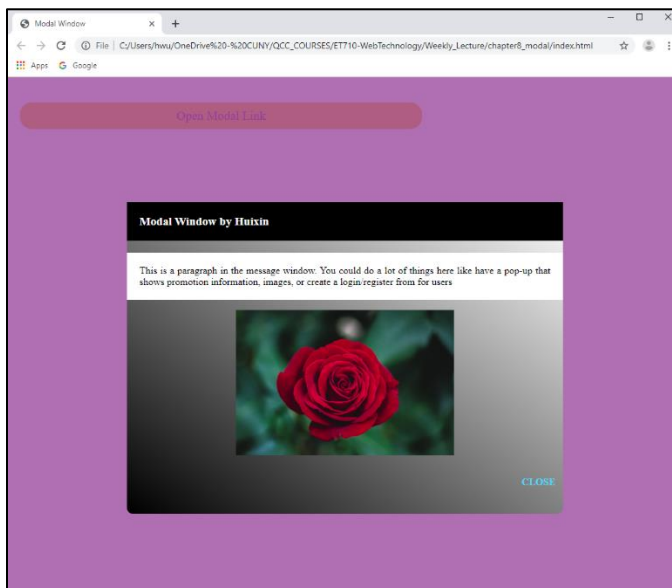 Modal Window
File
C:/Users/hwu/OneDrive%20-%20CUNY/QCC_COURSES/ET710-WebTechnology/Weekly_Lecture/chapter8_modal/index.html
Apps
Google
Open Modal Link
Modal Window by Huixin
This is a paragraph in the message window. You could do a lot of things here like have a pop-up that
shows promotion information, images, or create a login/register from for users
CLOSE